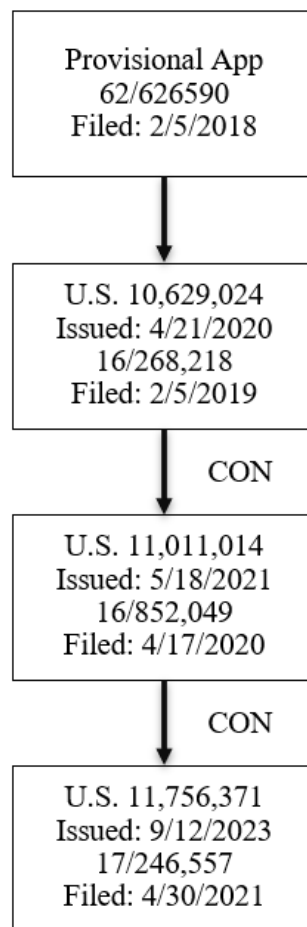 Provisional App
62/626590
Filed: 2/5/2018
U.S. 10,629,024
Issued: 4/21/2020
16/268,218
Filed: 2/5/2019
CON
U.S. 11,011,014
Issued: 5/18/2021
16/852,049
Filed: 4/17/2020
CON
U.S. 11,756,371
Issued: 9/12/2023
17/246,557
Filed: 4/30/2021